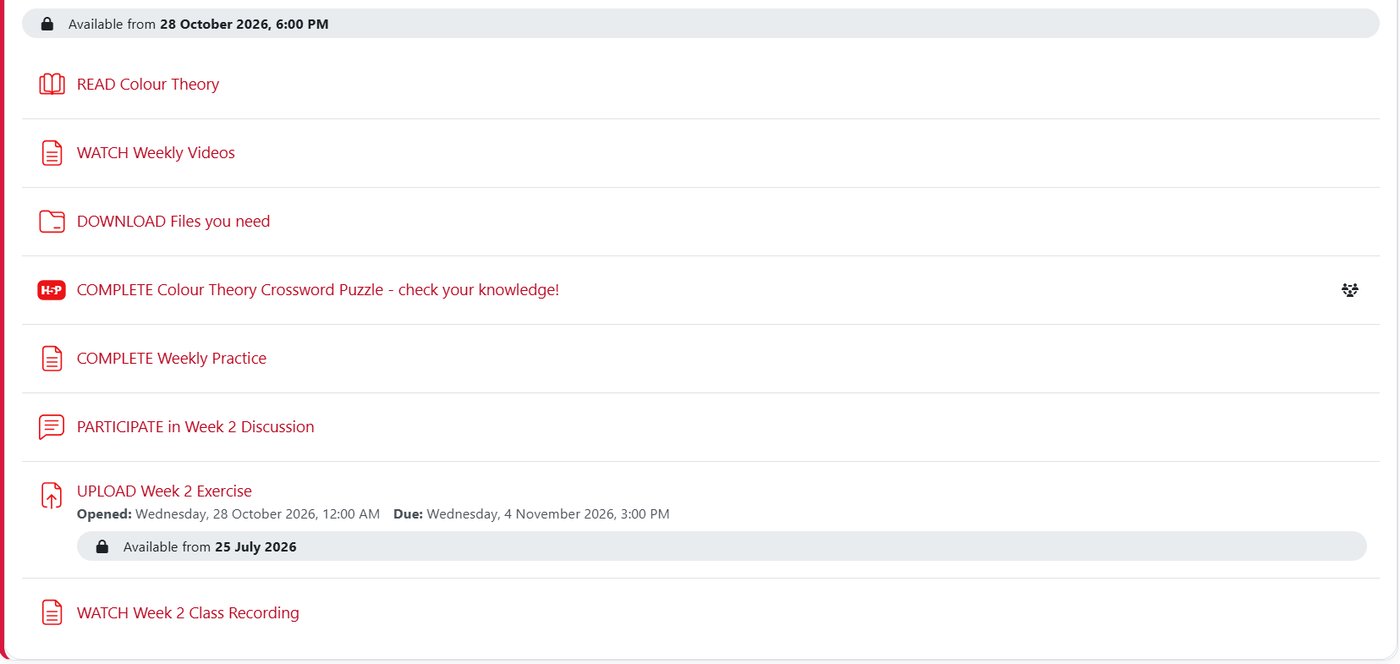 Available from 28 October 2026, 6:00 PM
READ Colour Theory
WATCH Weekly Videos
DOWNLOAD Files you need
H5P COMPLETE Colour Theory Crossword Puzzle - check your knowledge!
COMPLETE Weekly Practice
PARTICIPATE in Week 2 Discussion
UPLOAD Week 2 Exercise
Opened: Wednesday, 28 October 2026, 12:00 AM Due: Wednesday, 4 November 2026, 3:00 PM
Available from 25 July 2026
WATCH Week 2 Class Recording